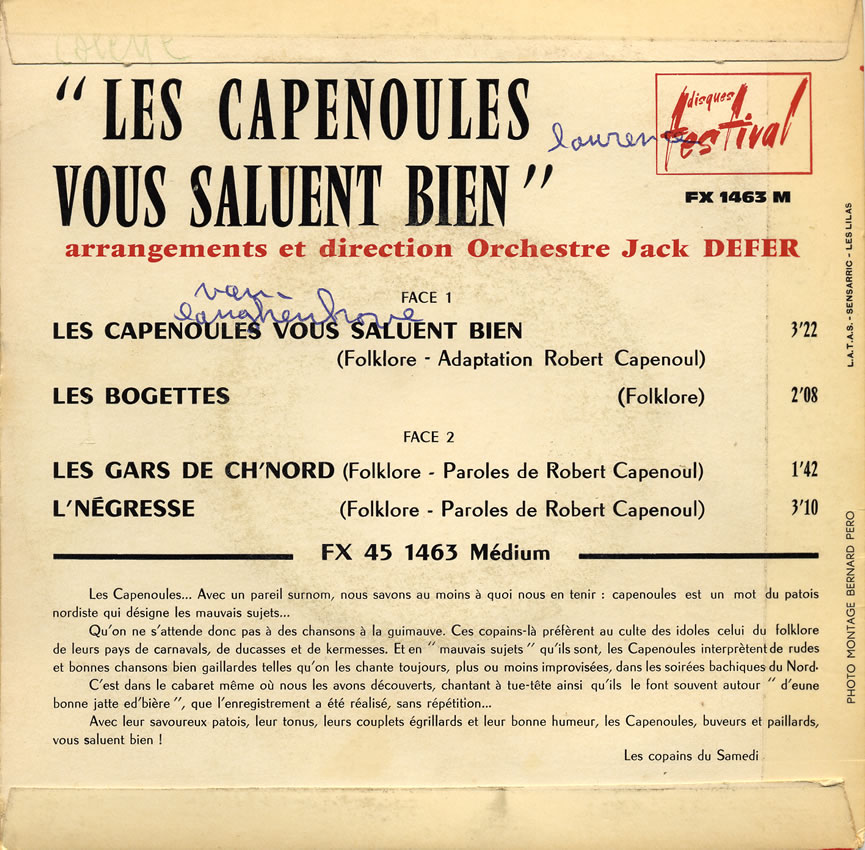 “ LES CAPENOULES
VOUS SALUENT BIEN ”
disques
festival
FX 1463 M
arrangements et direction Orchestre Jack DEFER
FACE 1
LES CAPENOULES VOUS SALUENT BIEN 3’22
(Folklore - Adaptation Robert Capenoul)
LES BOGETTES (Folklore) 2’08
FACE 2
LES GARS DE CH’NORD (Folklore - Paroles de Robert Capenoul) 1’42
L’NÉGRESSE (Folklore - Paroles de Robert Capenoul) 3’10
FX 45 1463 Médium
Les Capenoules... Avec un pareil surnom, nous savons au moins à quoi nous en tenir : capenoules est un mot du patois
nordiste qui désigne les mauvais sujets...
Qu’on ne s’attende donc pas à des chansons à la guimauve. Ces copains-là préfèrent au culte des idoles celui du folklore
de leurs pays de carnavals, de ducasses et de kermesses. Et en “ mauvais sujets ” qu’ils sont, les Capenoules interprètent de rudes
et bonnes chansons bien gaillardes telles qu’on les chante toujours, plus ou moins improvisées, dans les soirées bachiques du Nord.
C’est dans le cabaret même où nous les avons découverts, chantant à tue-tête ainsi qu’ils le font souvent autour “ d’eune
bonne jatte ed’bière ”, que l’enregistrement a été réalisé, sans répétition...
Avec leur savoureux patois, leur tonus, leurs couplets égrillards et leur bonne humeur, les Capenoules, buveurs et paillards,
vous saluent bien !
Les copains du Samedi
L.A.T.A.S. - SENSARRIC - LES LILAS
PHOTO MONTAGE BERNARD PERO
laurence
van